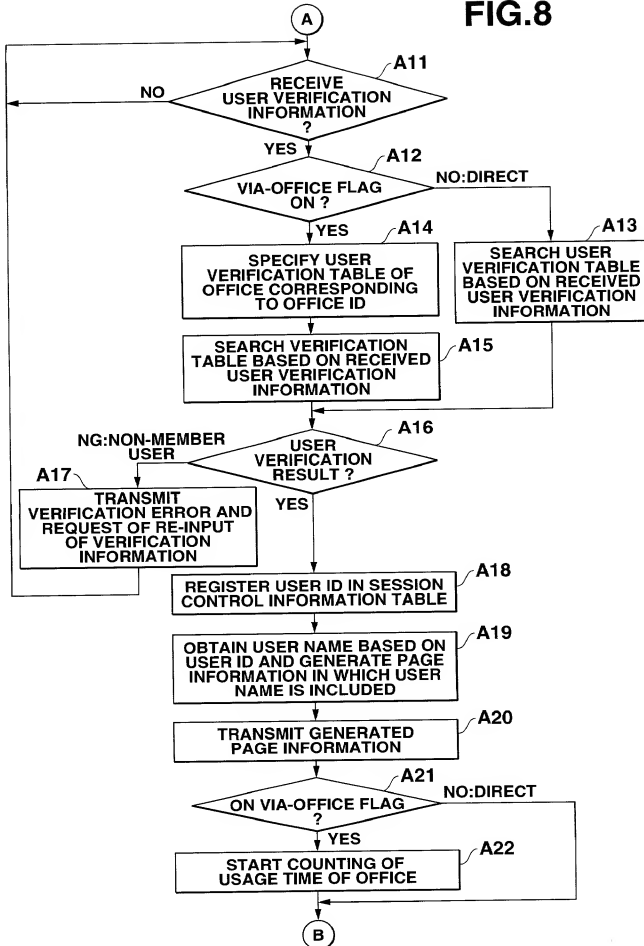 FIG.8
A
A11
RECEIVE
USER VERIFICATION
INFORMATION
?
NO
YES
A12
VIA-OFFICE FLAG
ON ?
NO:DIRECT
YES
A13
SEARCH USER
VERIFICATION TABLE
BASED ON RECEIVED
USER VERIFICATION
INFORMATION
A14
SPECIFY USER
VERIFICATION TABLE OF
OFFICE CORRESPONDING
TO OFFICE ID
A15
SEARCH VERIFICATION
TABLE BASED ON RECEIVED
USER VERIFICATION
INFORMATION
A16
USER
VERIFICATION
RESULT ?
NG:NON-MEMBER
USER
YES
A17
TRANSMIT
VERIFICATION ERROR AND
REQUEST OF RE-INPUT
OF VERIFICATION
INFORMATION
A18
REGISTER USER ID IN SESSION
CONTROL INFORMATION TABLE
A19
OBTAIN USER NAME BASED ON
USER ID AND GENERATE PAGE
INFORMATION IN WHICH USER
NAME IS INCLUDED
A20
TRANSMIT GENERATED
PAGE INFORMATION
A21
ON VIA-OFFICE FLAG
?
NO:DIRECT
YES
A22
START COUNTING OF
USAGE TIME OF OFFICE
B